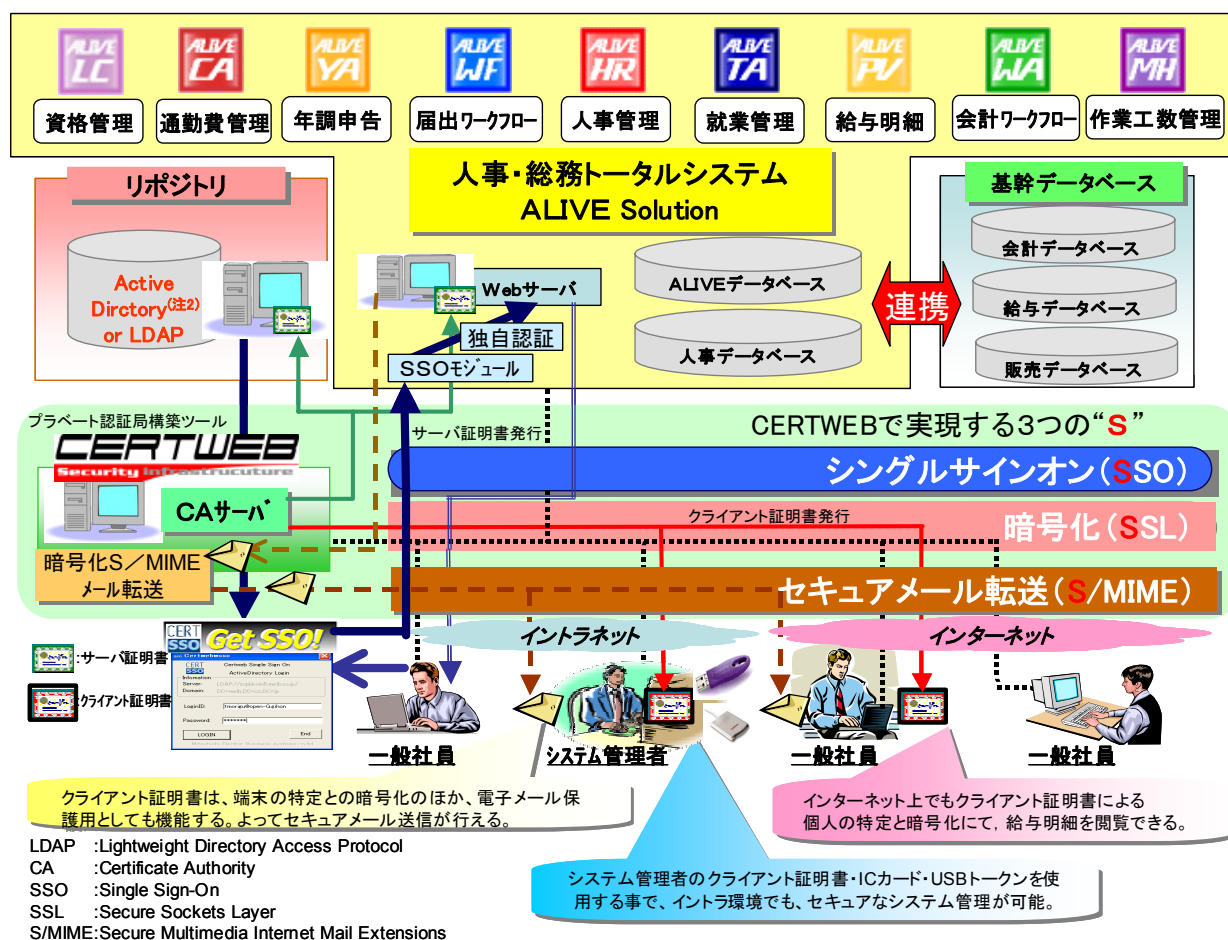 ALIVE LC
ALIVE CA
ALIVE YA
ALIVE WF
ALIVE HR
ALIVE TA
ALIVE PV
ALIVE WA
ALIVE MH
資格管理
通勤費管理
年調申告
届出ワークフロー
人事管理
就業管理
給与明細
会計ワークフロー
作業工数管理
リポジトリ
人事・総務トータルシステム
ALIVE Solution
基幹データベース
Active
Dirctory(注2)
or LDAP
Webサーバ
独自認証
SSOモジュール
ALIVEデータベース
人事データベース
連携
会計データベース
給与データベース
販売データベース
プラベート認証局構築ツール
CERTWEB
Security Infrastrucuture
サーバ証明書発行
CERTWEBで実現する3つの“S”
シングルサインオン(SSO)
CAサーバ
クライアント証明書発行
暗号化(SSL)
暗号化S/MIME
メール転送
セキュアメール転送(S/MIME)
CERT
SSO
Get SSO!
イントラネット
インターネット
:サーバ証明書
:クライアント証明書
Certwebsso
CERT
SSO
Certweb Single Sign On
ActiveDirectory Login
Infomation
Server:
Domain:
LoginID:
Password:
********
LOGIN
End
一般社員
システム管理者
一般社員
一般社員
クライアント証明書は、端末の特定との暗号化のほか、電子メール保
護用としても機能する。よってセキュアメール送信が行える。
インターネット上でもクライアント証明書による
個人の特定と暗号化にて,給与明細を閲覧できる。
システム管理者のクライアント証明書・ICカード・USBトークンを使
用する事で、イントラ環境でも、セキュアなシステム管理が可能。
LDAP :Lightweight Directory Access Protocol
CA :Certificate Authority
SSO :Single Sign-On
SSL :Secure Sockets Layer
S/MIME:Secure Multimedia Internet Mail Extensions